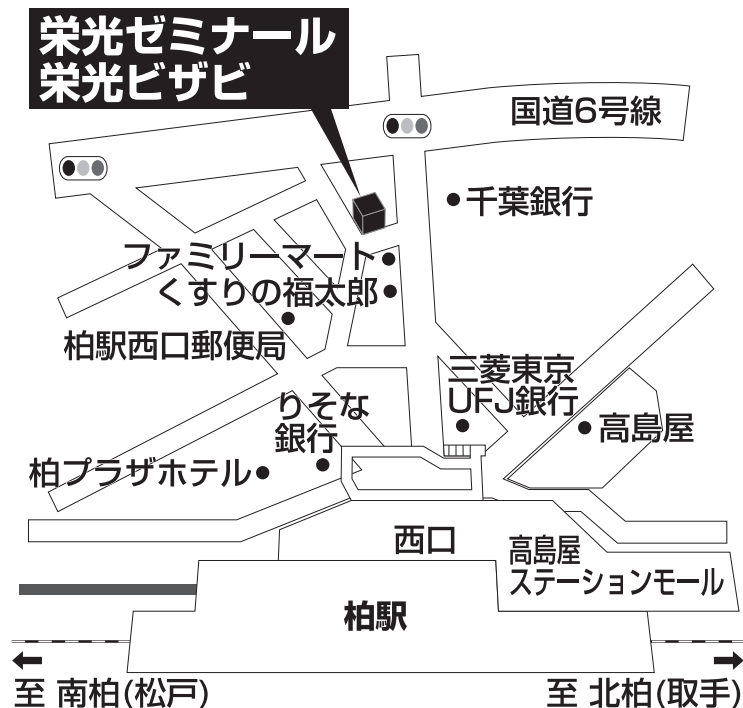 栄光ゼミナール
栄光ビザビ
国道6号線
千葉銀行
ファミリーマート
くすりの福太郎
柏駅西口郵便局
三菱東京
UFJ銀行
りそな
銀行
高島屋
柏プラザホテル
西口
高島屋
ステーションモール
柏駅
至 南柏(松戸)
至 北柏(取手)